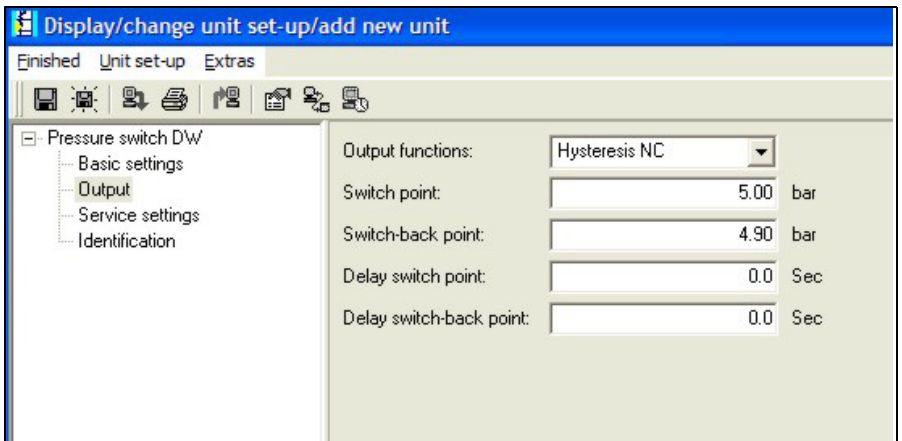 Display/change unit set-up/add new unit
Finished Unit set-up Extras
Pressure switch DW
Basic settings
Output
Service settings
Identification
Output functions: Hysteresis NC
Switch point: 5.00 bar
Switch-back point: 4.90 bar
Delay switch point: 0.0 Sec
Delay switch-back point: 0.0 Sec